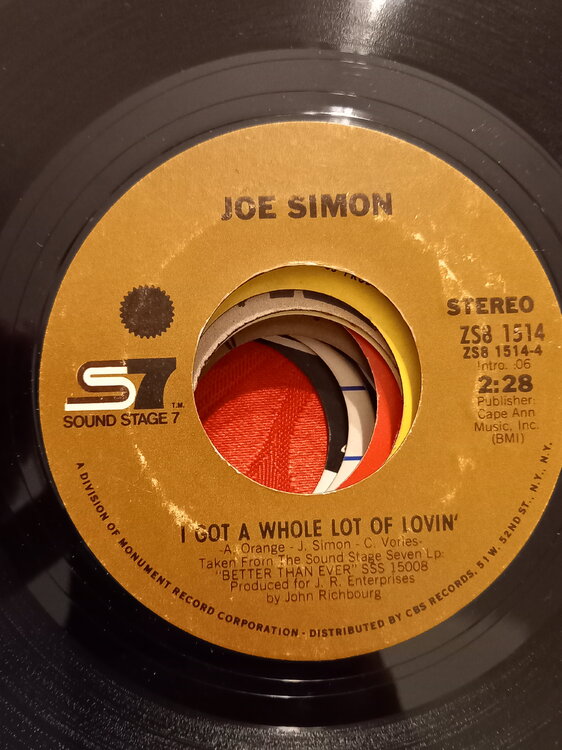 JOE SIMON
STEREO
ZS8 1514
ZS8 1514-4
Intro. :06
2:28
Publisher:
Cape Ann
Music, Inc.
(BMI)
S7
T.M.
SOUND STAGE 7
I GOT A WHOLE LOT OF LOVIN'
-A. Orange - J. Simon - C. Vories-
Taken From The Sound Stage Seven Lp:
"BETTER THAN EVER" SSS 15008
Produced for J. R. Enterprises
by John Richbourg
A DIVISION OF MONUMENT RECORD CORPORATION - DISTRIBUTED BY CBS RECORDS, 51 W. 52ND ST., N.Y., N.Y.